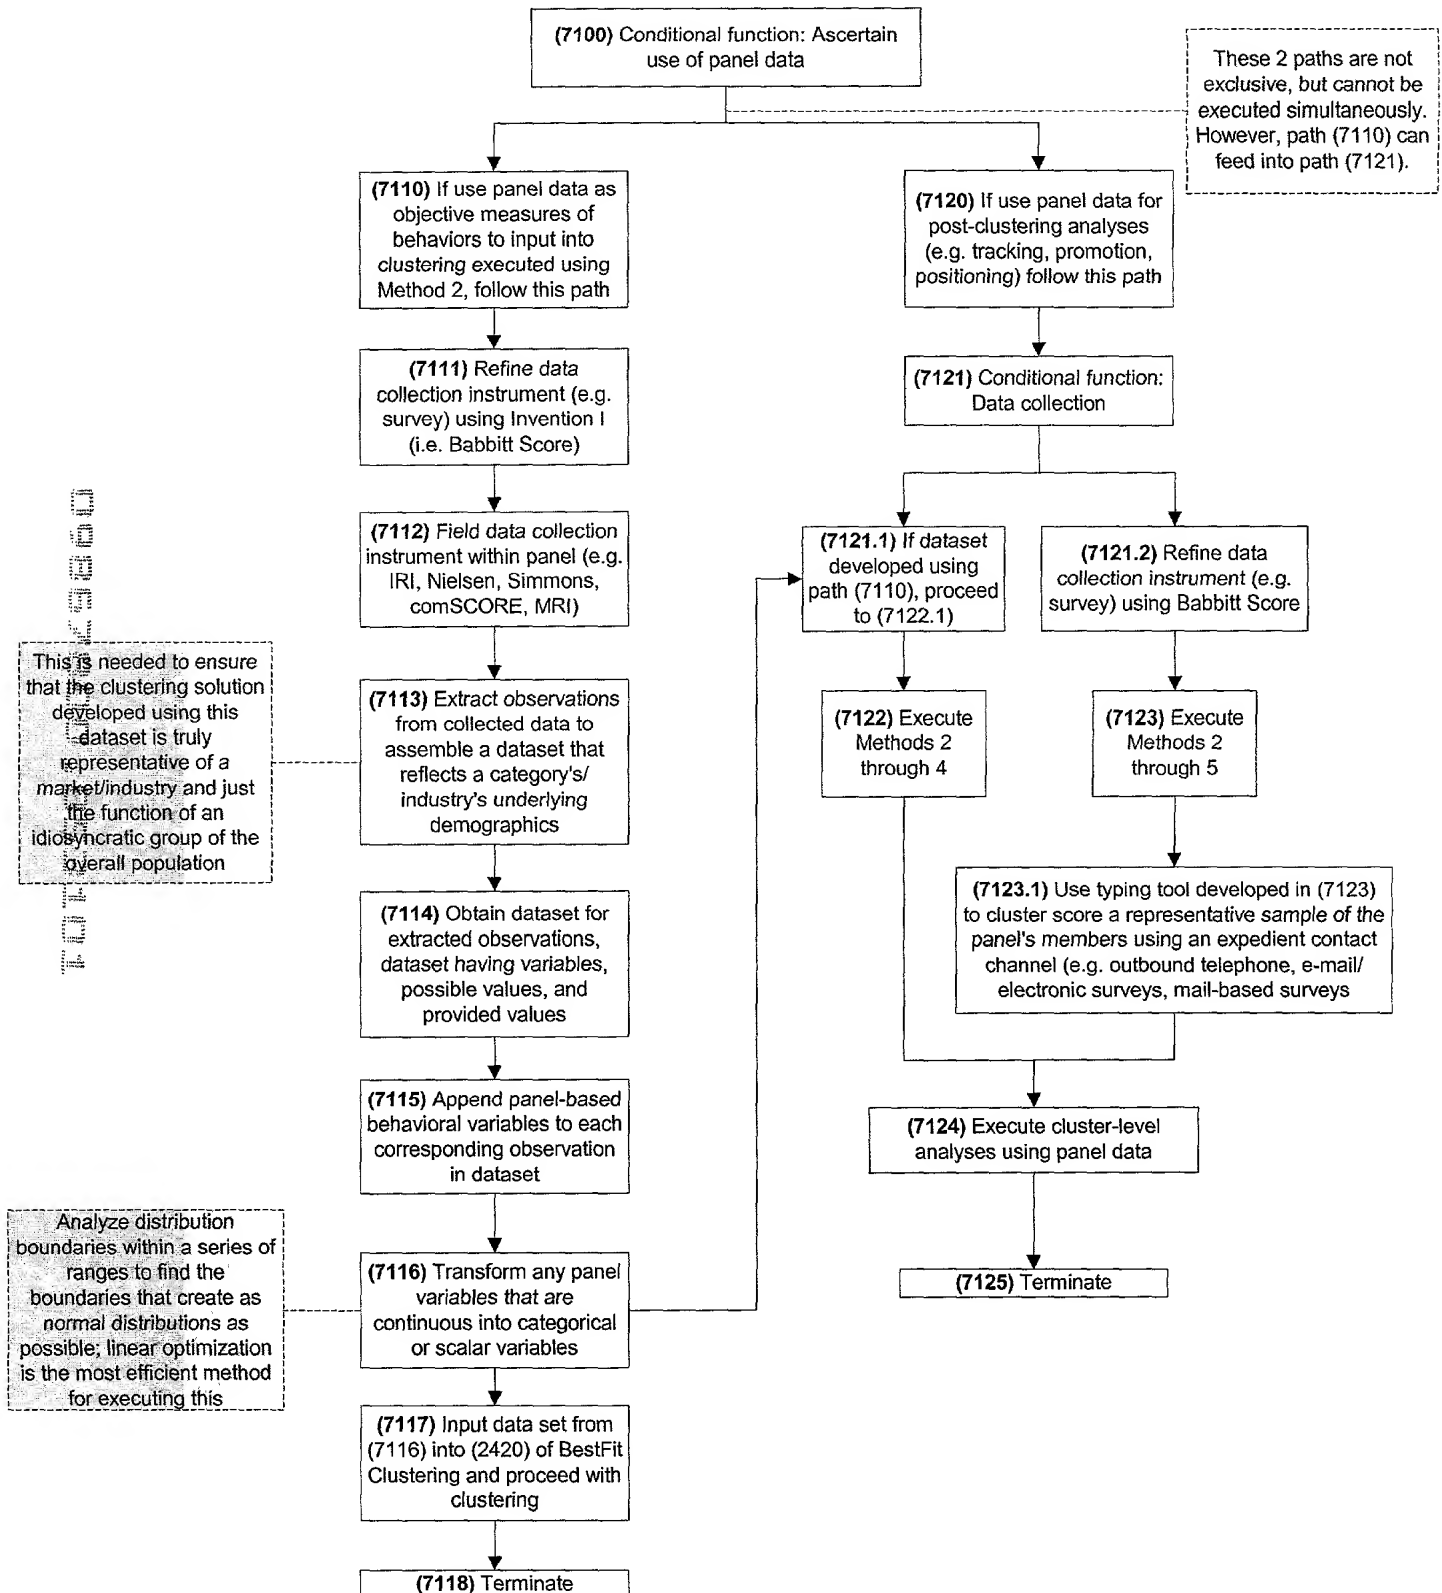 (7100) Conditional function: Ascertain
use of panel data
These 2 paths are not
exclusive, but cannot be
executed simultaneously.
However, path (7110) can
feed into path (7121).
(7110) If use panel data as
objective measures of
behaviors to input into
clustering executed using
Method 2, follow this path
(7120) If use panel data for
post-clustering analyses
(e.g. tracking, promotion,
positioning) follow this path
(7111) Refine data
collection instrument (e.g.
survey) using Invention I
(i.e. Babbitt Score)
(7121) Conditional function:
Data collection
(7112) Field data collection
instrument within panel (e.g.
IRI, Nielsen, Simmons,
comSCORE, MRI)
(7121.1) If dataset
developed using
path (7110), proceed
to (7122.1)
(7121.2) Refine data
collection instrument (e.g.
survey) using Babbitt Score
This is needed to ensure
that the clustering solution
developed using this
dataset is truly
representative of a
market/industry and just
the function of an
idiosyncratic group of the
overall population
(7113) Extract observations
from collected data to
assemble a dataset that
reflects a category's/
industry's underlying
demographics
(7122) Execute
Methods 2
through 4
(7123) Execute
Methods 2
through 5
(7114) Obtain dataset for
extracted observations,
dataset having variables,
possible values, and
provided values
(7123.1) Use typing tool developed in (7123)
to cluster score a representative sample of the
panel's members using an expedient contact
channel (e.g. outbound telephone, e-mail/
electronic surveys, mail-based surveys
(7115) Append panel-based
behavioral variables to each
corresponding observation
in dataset
(7124) Execute cluster-level
analyses using panel data
Analyze distribution
boundaries within a series of
ranges to find the
boundaries that create as
normal distributions as
possible; linear optimization
is the most efficient method
for executing this
(7116) Transform any panel
variables that are
continuous into categorical
or scalar variables
(7125) Terminate
(7117) Input data set from
(7116) into (2420) of BestFit
Clustering and proceed with
clustering
(7118) Terminate